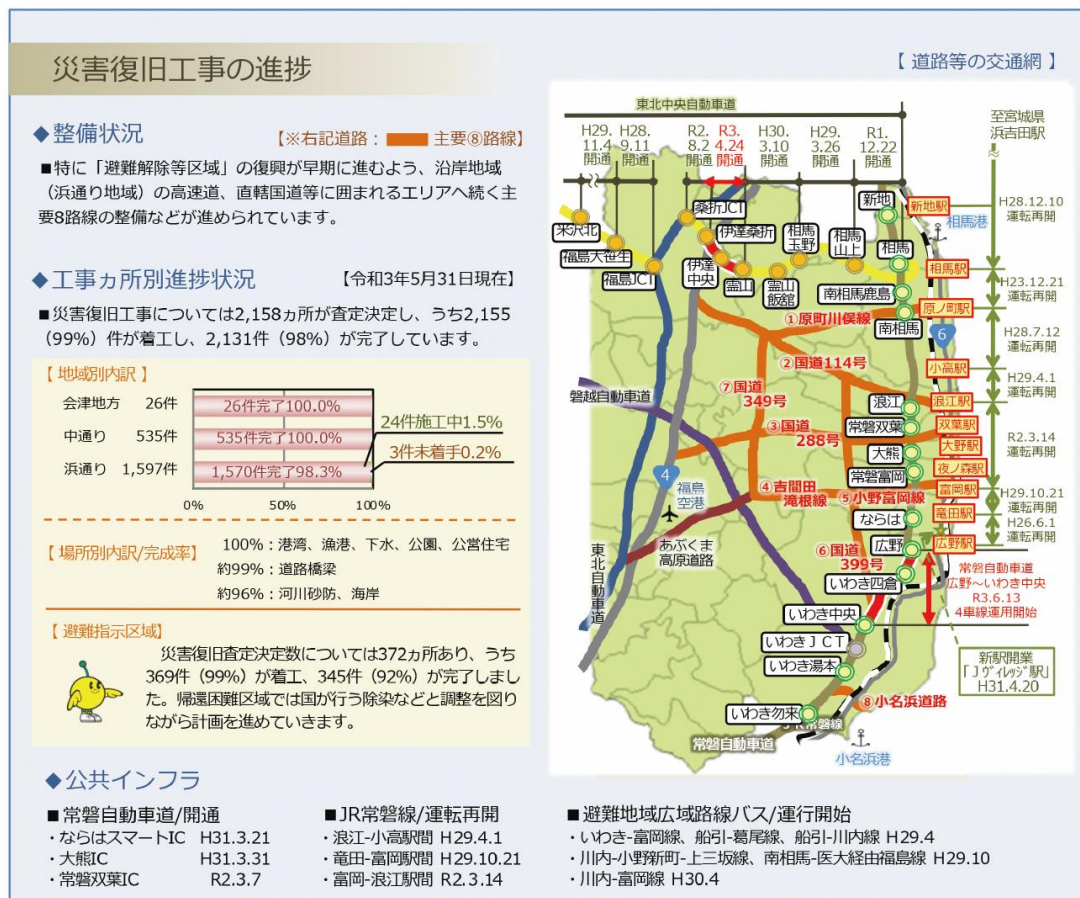 災害復旧工事の進捗
◆整備状況
【※右記道路： 主要⑧路線】
■特に「避難解除等区域」の復興が早期に進むよう、沿岸地域
（浜通り地域）の高速道、直轄国道等に囲まれるエリアへ続く主
要8路線の整備などが進められています。
◆工事ヵ所別進捗状況
【令和3年5月31日現在】
■災害復旧工事については2,158ヵ所が査定決定し、うち2,155
（99%）件が着工し、2,131件（98%）が完了しています。
【 地域別内訳 】
会津地方 26件
26件完了100.0%
中通り 535件
535件完了100.0%
浜通り 1,597件
1,570件完了98.3%
24件施工中1.5%
3件未着手0.2%
0% 50% 100%
【 場所別内訳/完成率】
100%：港湾、漁港、下水、公園、公営住宅
約99%：道路橋梁
約96%：河川砂防、海岸
【 避難指示区域】
災害復旧査定決定数については372ヵ所あり、うち
369件（99%）が着工、345件（92%）が完了しまし
た。帰還困難区域では国が行う除染などと調整を図り
ながら計画を進めていきます。
【 道路等の交通網 】
東北中央自動車道
H29.
11.4
開通
H28.
9.11
開通
R2.
8.2
開通
R3.
4.24
開通
H30.
3.10
開通
H29.
3.26
開通
R1.
12.22
開通
至宮城県
浜吉田駅
米沢北
福島大笹生
福島JCT
桑折JCT
伊達桑折
伊達
中央
霊山
霊山
飯舘
相馬
玉野
相馬
山上
新地
相馬
南相馬鹿島
南相馬
新地駅
相馬港
相馬駅
原ノ町駅
小高駅
浪江駅
双葉駅
大野駅
夜ノ森駅
富岡駅
竜田駅
広野駅
H28.12.10
運転再開
H23.12.21
運転再開
H28.7.12
運転再開
H29.4.1
運転再開
R2.3.14
運転再開
H29.10.21
運転再開
H26.6.1
運転再開
6
①原町川俣線
②国道114号
⑦国道
349号
③国道
288号
④吉間田
滝根線
⑤小野富岡線
⑥国道
399号
⑧小名浜道路
磐越自動車道
4
福島
空港
あぶくま
高原道路
東北自動車道
浪江
常磐双葉
大熊
常磐富岡
ならは
広野
いわき四倉
いわき中央
いわきＪＣＴ
いわき湯本
いわき勿来
常磐自動車道
広野～いわき中央
R3.6.13
4車線運用開始
新駅開業
「Jヴィレッジ駅」
H31.4.20
ＪＲ常磐線
常磐自動車道
小名浜港
◆公共インフラ
■常磐自動車道/開通
・ならはスマートIC H31.3.21
・大熊IC H31.3.31
・常磐双葉IC R2.3.7
■JR常磐線/運転再開
・浪江-小高駅間 H29.4.1
・竜田-富岡駅間 H29.10.21
・富岡-浪江駅間 R2.3.14
■避難地域広域路線バス/運行開始
・いわき-富岡線、船引-葛尾線、船引-川内線 H29.4
・川内-小野新町-上三坂線、南相馬-医大経由福島線 H29.10
・川内-富岡線 H30.4